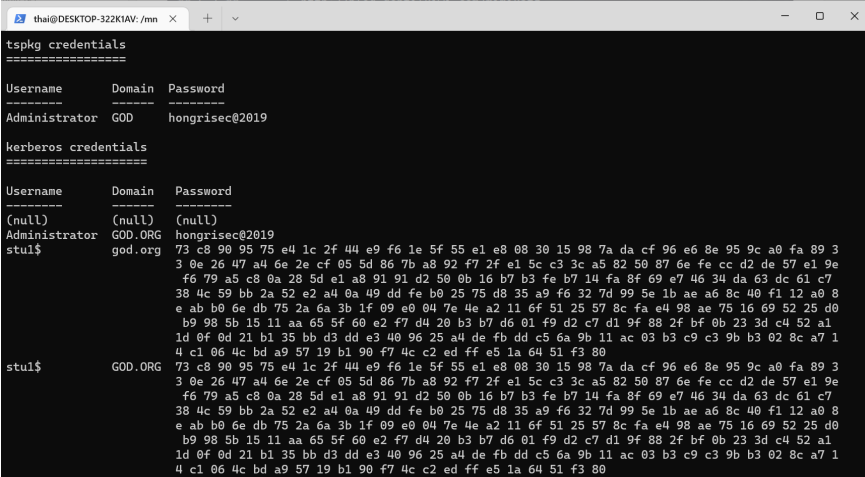 thai@DESKTOP-322K1AV: /mn
tspkg credentials
=================
Username Domain Password
-------- ------ --------
Administrator GOD hongrisec@2019
kerberos credentials
====================
Username Domain Password
-------- ------ --------
(null) (null) (null)
Administrator GOD.ORG hongrisec@2019
stu1$ god.org 73 c8 90 95 75 e4 1c 2f 44 e9 f6 1e 5f 55 e1 e8 08 30 15 98 7a da cf 96 e6 8e 95 9c a0 fa 89 3
3 0e 26 47 a4 6e 2e cf 05 5d 86 7b a8 92 f7 2f e1 5c c3 3c a5 82 50 87 6e fe cc d2 de 57 e1 9e
f6 79 a5 c8 0a 28 5d e1 a8 91 91 d2 50 0b 16 b7 b3 fe b7 14 fa 8f 69 e7 46 34 da 63 dc 61 c7
38 4c 59 bb 2a 52 e2 a4 0a 49 dd fe b0 25 75 d8 35 a9 f6 32 7d 99 5e 1b ae a6 8c 40 f1 12 a0 8
e ab b0 6e db 75 2a 6a 3b 1f 09 e0 04 7e 4e a2 11 6f 51 25 57 8c fa e4 98 ae 75 16 69 52 25 d0
b9 98 5b 15 11 aa 65 5f 60 e2 f7 d4 20 b3 b7 d6 01 f9 d2 c7 d1 9f 88 2f bf 0b 23 3d c4 52 a1
1d 0f 0d 21 b1 35 bb d3 dd e3 40 96 25 a4 de fb dd c5 6a 9b 11 ac 03 b3 c9 c3 9b b3 02 8c a7 1
4 c1 06 4c bd a9 57 19 b1 90 f7 4c c2 ed ff e5 1a 64 51 f3 80
stu1$ GOD.ORG 73 c8 90 95 75 e4 1c 2f 44 e9 f6 1e 5f 55 e1 e8 08 30 15 98 7a da cf 96 e6 8e 95 9c a0 fa 89 3
3 0e 26 47 a4 6e 2e cf 05 5d 86 7b a8 92 f7 2f e1 5c c3 3c a5 82 50 87 6e fe cc d2 de 57 e1 9e
f6 79 a5 c8 0a 28 5d e1 a8 91 91 d2 50 0b 16 b7 b3 fe b7 14 fa 8f 69 e7 46 34 da 63 dc 61 c7
38 4c 59 bb 2a 52 e2 a4 0a 49 dd fe b0 25 75 d8 35 a9 f6 32 7d 99 5e 1b ae a6 8c 40 f1 12 a0 8
e ab b0 6e db 75 2a 6a 3b 1f 09 e0 04 7e 4e a2 11 6f 51 25 57 8c fa e4 98 ae 75 16 69 52 25 d0
b9 98 5b 15 11 aa 65 5f 60 e2 f7 d4 20 b3 b7 d6 01 f9 d2 c7 d1 9f 88 2f bf 0b 23 3d c4 52 a1
1d 0f 0d 21 b1 35 bb d3 dd e3 40 96 25 a4 de fb dd c5 6a 9b 11 ac 03 b3 c9 c3 9b b3 02 8c a7 1
4 c1 06 4c bd a9 57 19 b1 90 f7 4c c2 ed ff e5 1a 64 51 f3 80